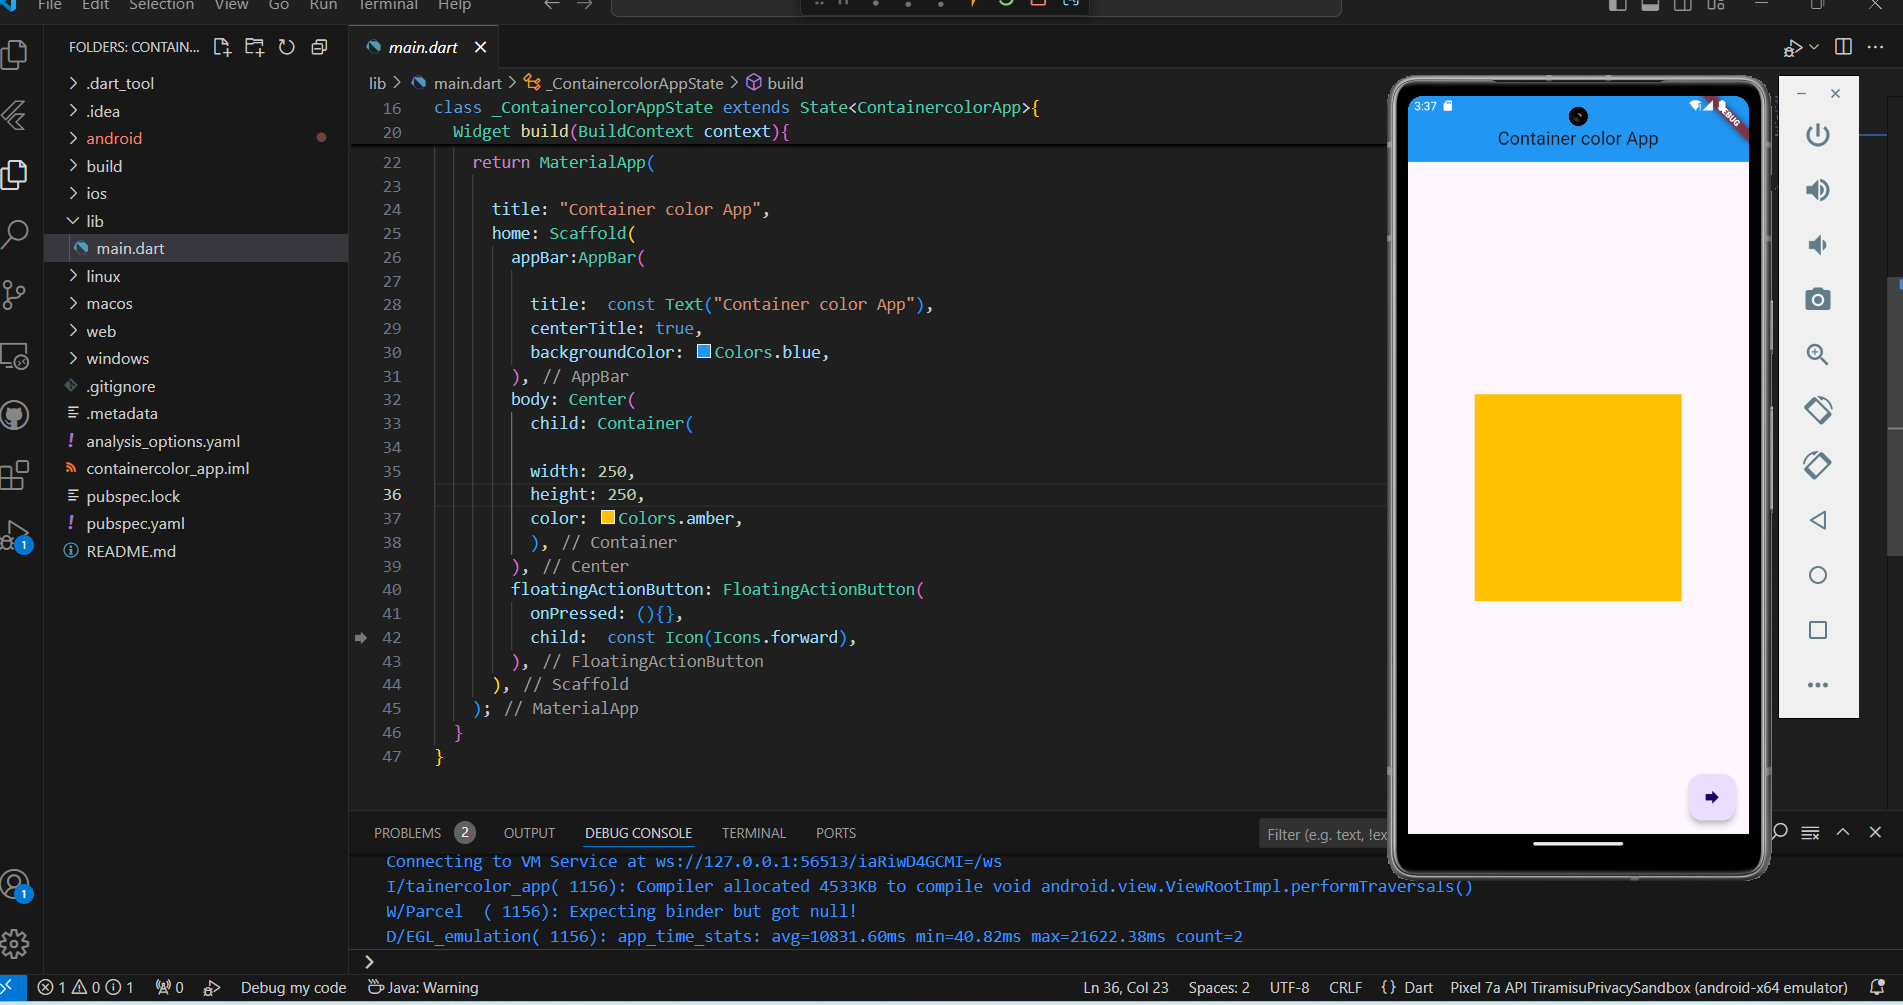 File Edit Selection View Go Run Terminal Help
FOLDERS: CONTAIN...
.dart_tool
.idea
android
build
ios
lib
main.dart
linux
macos
web
windows
.gitignore
.metadata
analysis_options.yaml
containercolor_app.iml
pubspec.lock
pubspec.yaml
README.md
1
1
main.dart
lib > main.dart > _ContainercolorAppState > build
16 class _ContainercolorAppState extends State<ContainercolorApp>{
20 Widget build(BuildContext context){
22 return MaterialApp(
23
24 title: "Container color App",
25 home: Scaffold(
26 appBar:AppBar(
27
28 title:  const Text("Container color App"),
29 centerTitle: true,
30 backgroundColor: Colors.blue,
31 ), // AppBar
32 body: Center(
33 child: Container(
34
35 width: 250,
36 height: 250,
37 color: Colors.amber,
38 ), // Container
39 ), // Center
40 floatingActionButton: FloatingActionButton(
41 onPressed: (){},
42 child:  const Icon(Icons.forward),
43 ), // FloatingActionButton
44 ), // Scaffold
45 ); // MaterialApp
46 }
47 }
3:37
DEBUG
Container color App
PROBLEMS 2 OUTPUT DEBUG CONSOLE TERMINAL PORTS
Filter (e.g. text, !ex
Connecting to VM Service at ws://127.0.0.1:56513/iaRiwD4GCMI=/ws
I/tainercolor_app( 1156): Compiler allocated 4533KB to compile void android.view.ViewRootImpl.performTraversals()
W/Parcel  ( 1156): Expecting binder but got null!
D/EGL_emulation( 1156): app_time_stats: avg=10831.60ms min=40.82ms max=21622.38ms count=2
>
1 0 1 0 Debug my code Java: Warning Ln 36, Col 23 Spaces: 2 UTF-8 CRLF {} Dart Pixel 7a API TiramisuPrivacySandbox (android-x64 emulator)